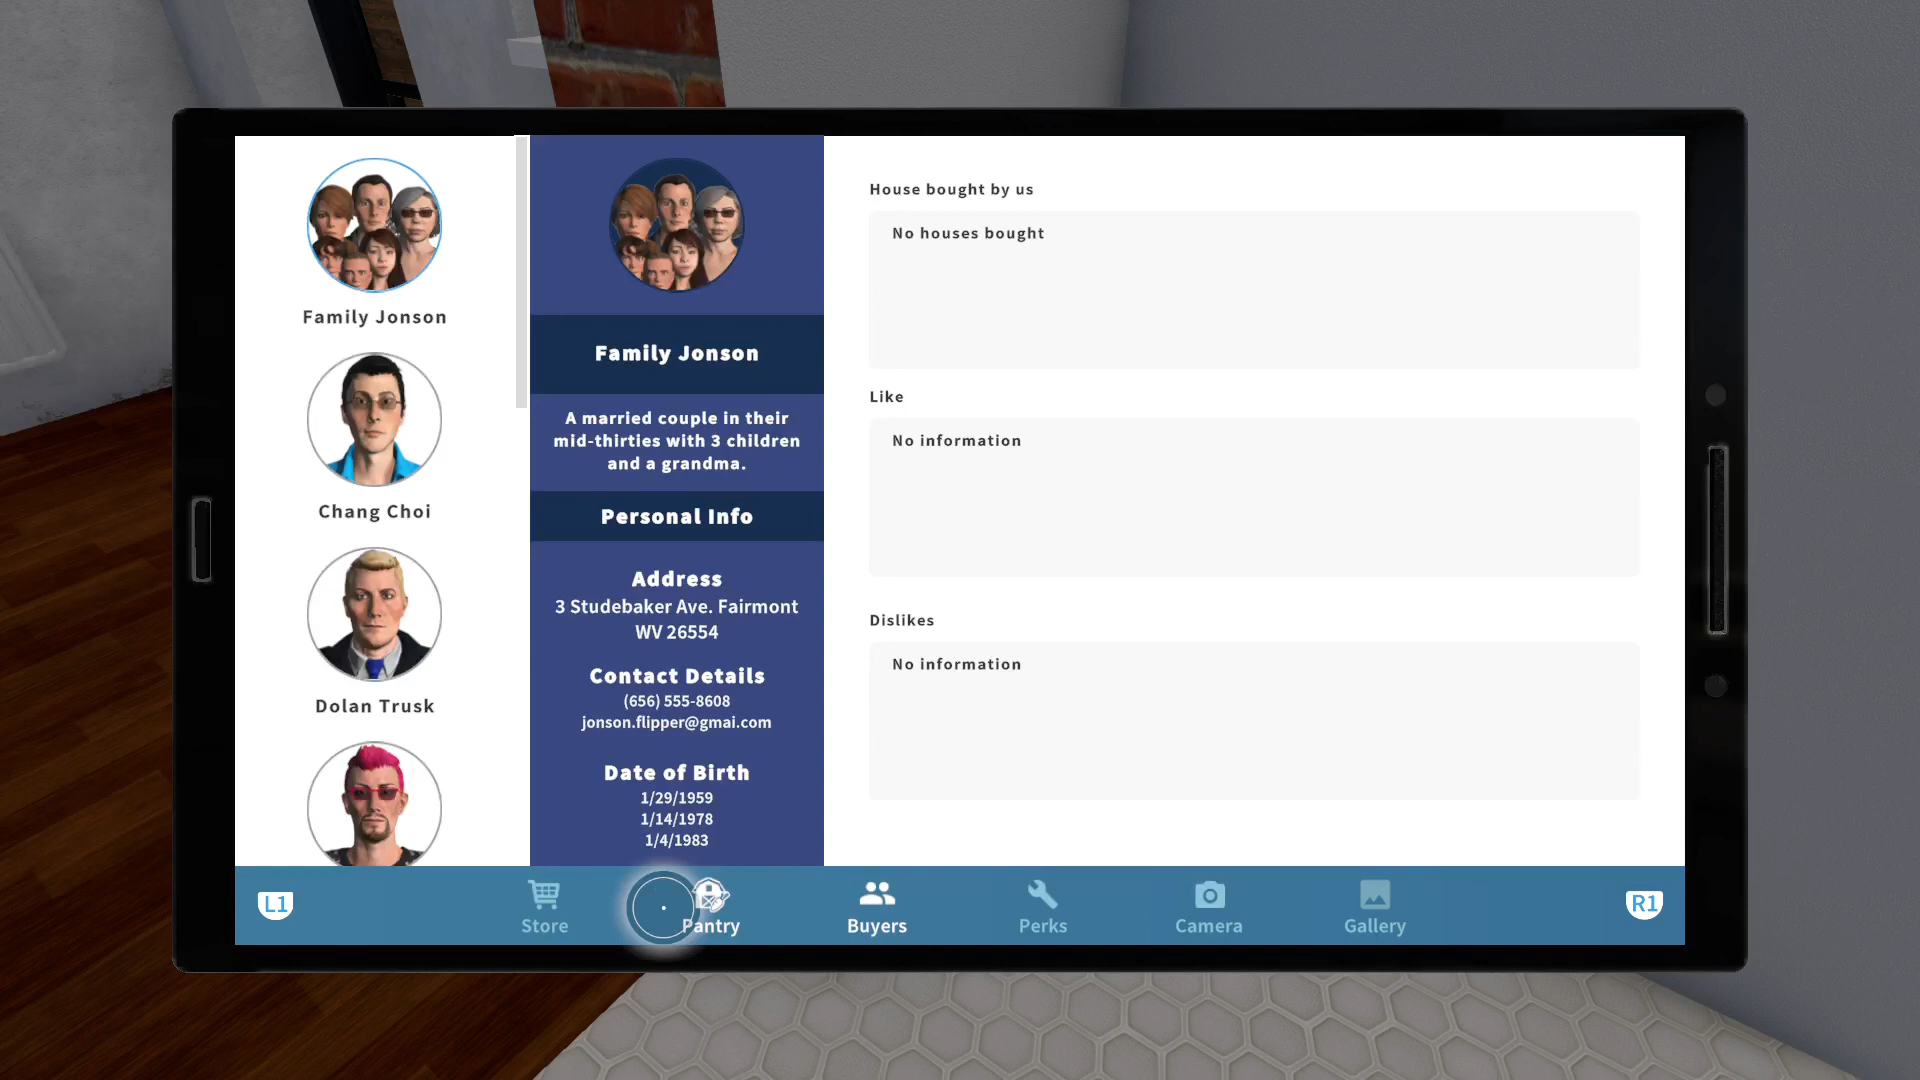 Family Jonson
Chang Choi
Dolan Trusk
Family Jonson
A married couple in their
mid-thirties with 3 children
and a grandma.
Personal Info
Address
3 Studebaker Ave. Fairmont
WV 26554
Contact Details
(656) 555-8608
jonson.flipper@gmai.com
Date of Birth
1/29/1959
1/14/1978
1/4/1983
House bought by us
No houses bought
Like
No information
Dislikes
No information
L1
Store
Pantry
Buyers
Perks
Camera
Gallery
R1